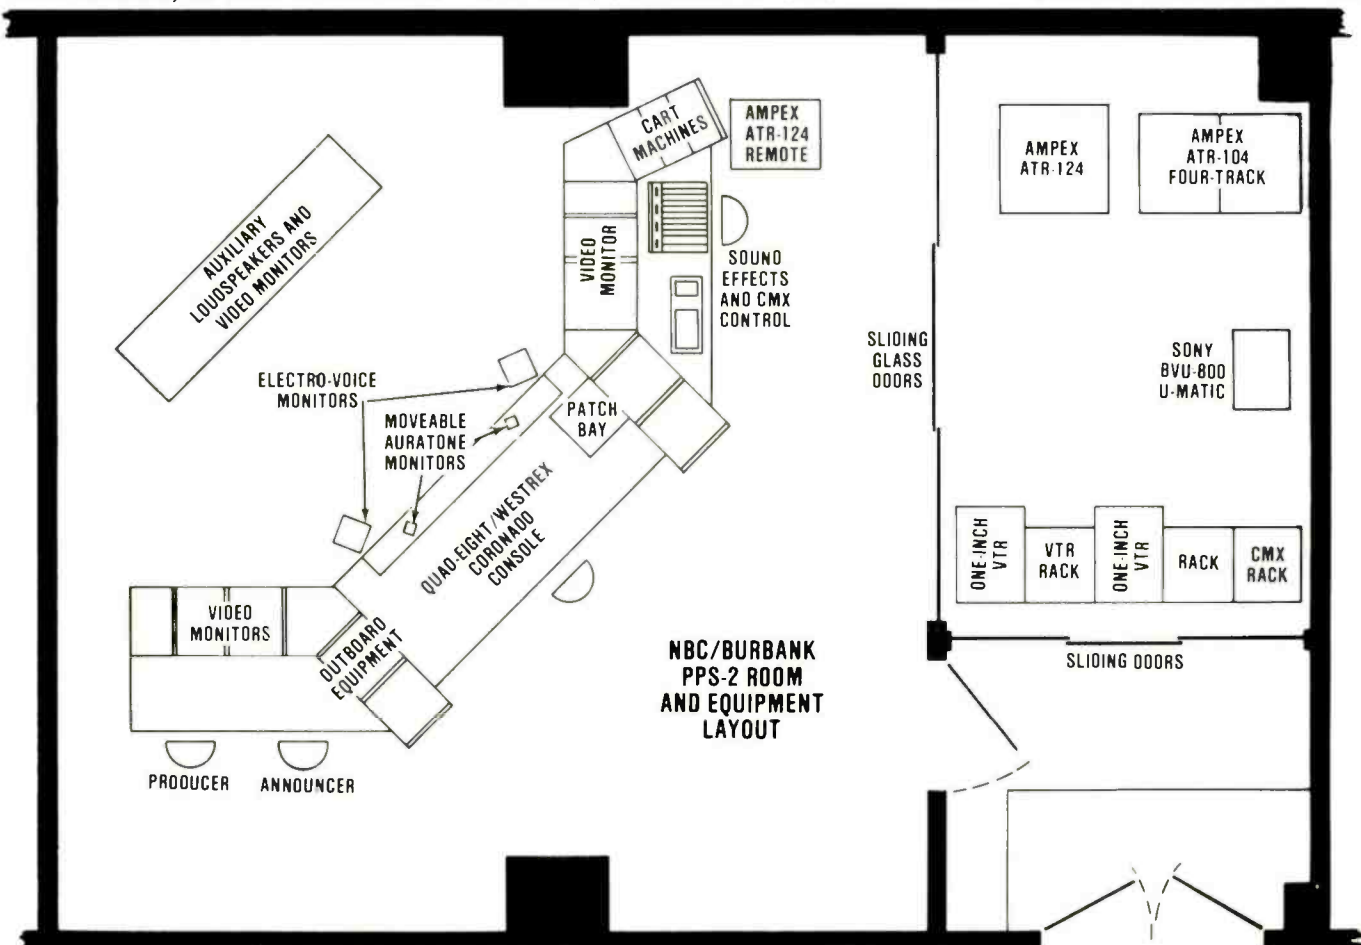 CART
MACHINES
AMPEX
ATR-124
REMOTE
AMPEX
ATR-124
AMPEX
ATR-104
FOUR-TRACK
AUXILIARY
LOUDSPEAKERS AND
VIDEO MONITORS
VIDEO
MONITOR
SOUND
EFFECTS
AND CMX
CONTROL
SLIDING
GLASS
DOORS
SONY
BVU-800
U-MATIC
ELECTRO-VOICE
MONITORS
MOVEABLE
AURATONE
MONITORS
PATCH
BAY
QUAD-EIGHT/WESTREX
CORONADO
CONSOLE
ONE-INCH
VTR
VTR
RACK
ONE-INCH
VTR
RACK
CMX
RACK
VIDEO
MONITORS
OUTBOARD
EQUIPMENT
NBC/BURBANK
PPS-2 ROOM
AND EQUIPMENT
LAYOUT
SLIDING DOORS
PRODUCER
ANNOUNCER